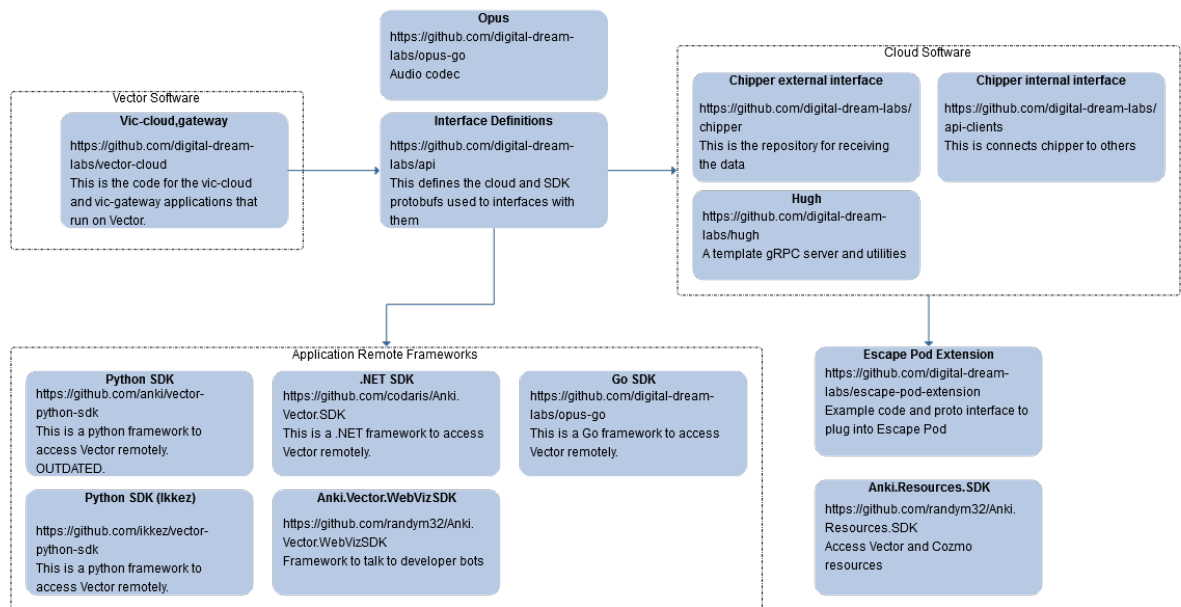 Opus
https://github.com/digital-dream-
labs/opus-go
Audio codec
Vector Software
Vic-cloud,gateway
https://github.com/digital-dream-
labs/vector-cloud
This is the code for the vic-cloud
and vic-gateway applications that
run on Vector.
Interface Definitions
https://github.com/digital-dream-
labs/api
This defines the cloud and SDK
protobufs used to interfaces with
them
Cloud Software
Chipper external interface
https://github.com/digital-dream-labs/
chipper
This is the repository for receiving
the data
Chipper internal interface
https://github.com/digital-dream-labs/
api-clients
This is connects chipper to others
Hugh
https://github.com/digital-dream-
labs/hugh
A template gRPC server and utilities
Application Remote Frameworks
Python SDK
https://github.com/anki/vector-
python-sdk
This is a python framework to
access Vector remotely.
OUTDATED.
.NET SDK
https://github.com/codaris/Anki.
Vector.SDK
This is a .NET framework to access
Vector remotely.
Go SDK
https://github.com/digital-dream-
labs/opus-go
This is a Go framework to access
Vector remotely.
Python SDK (Ikkez)
https://github.com/ikkez/vector-
python-sdk
This is a python framework to
access Vector remotely.
Anki.Vector.WebVizSDK
https://github.com/randym32/Anki.
Vector.WebVizSDK
Framework to talk to developer bots
Escape Pod Extension
https://github.com/digital-dream-
labs/escape-pod-extension
Example code and proto interface to
plug into Escape Pod
Anki.Resources.SDK
https://github.com/randym32/Anki.
Resources.SDK
Access Vector and Cozmo
resources